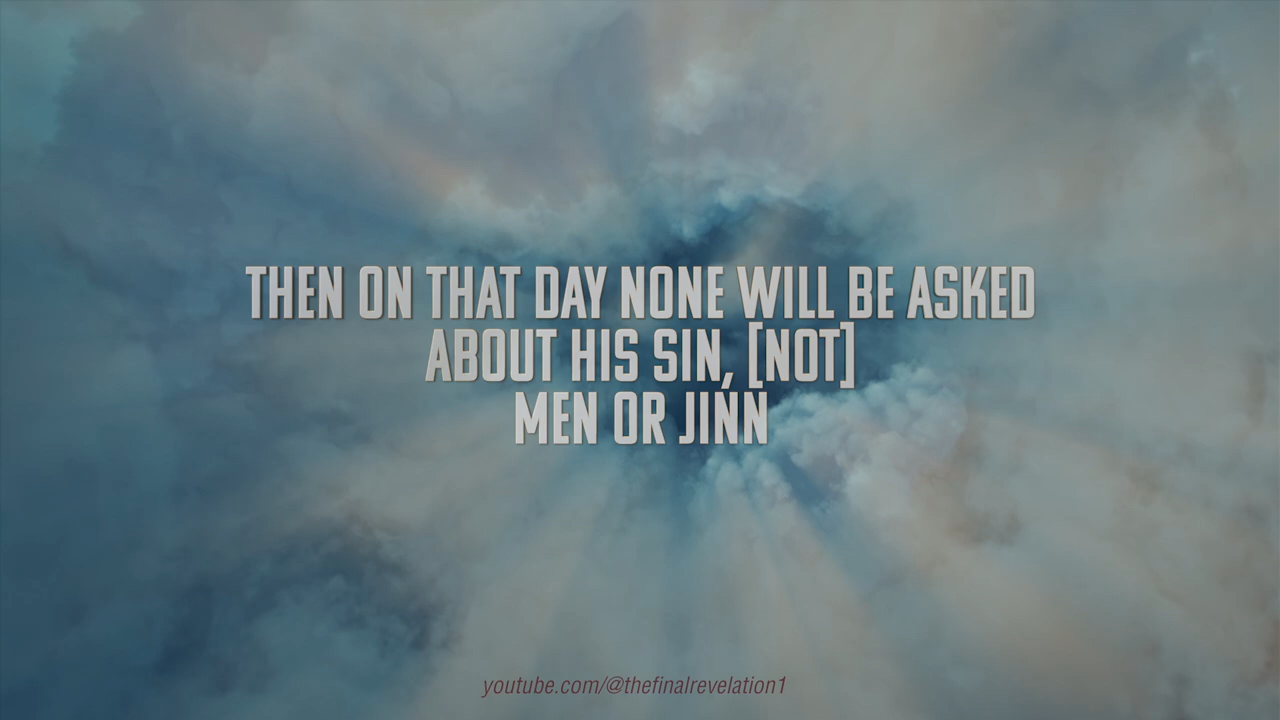 THEN ON THAT DAY NONE WILL BE ASKED
ABOUT HIS SIN, [NOT]
MEN OR JINN
youtube.com/@thefinalrevelation1